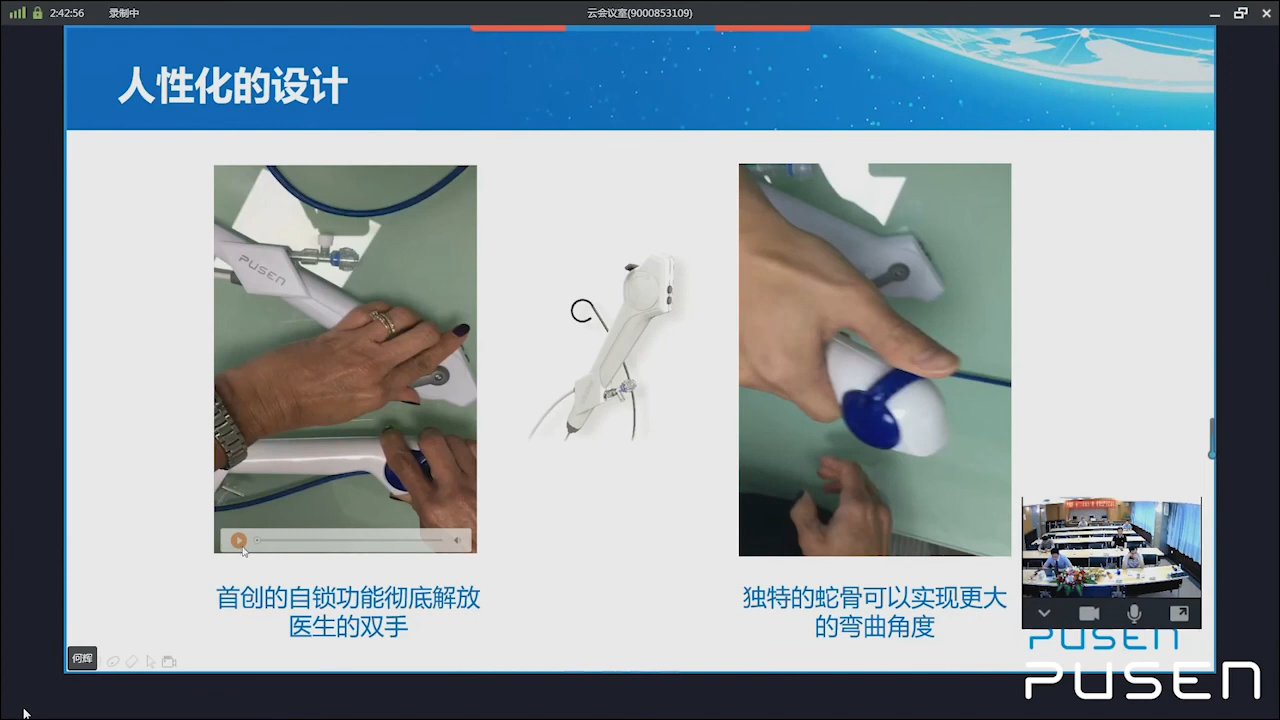 2:42:56 录制中 云会议室(9000853109)
人性化的设计
PUSEN
首创的自锁功能彻底解放
医生的双手
独特的蛇骨可以实现更大
的弯曲角度
何辉
PUSEN
PUSEN